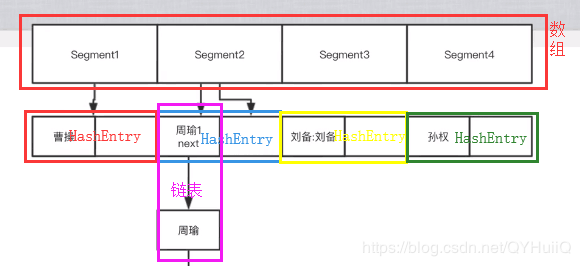 Segment1
Segment2
Segment3
Segment4
数组
曹操
HashEntry
周瑜1
next
HashEntry
刘备:刘备
HashEntry
孙权
HashEntry
链表
周瑜
https://blog.csdn.net/QYHuiiQ